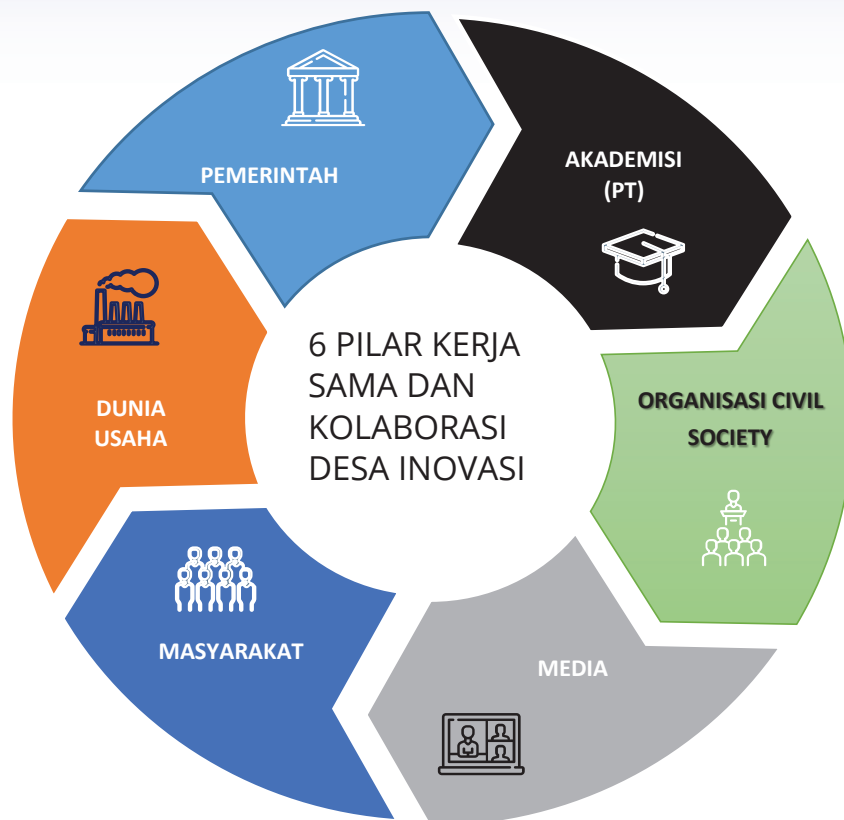 PEMERINTAH
AKADEMISI
(PT)
ORGANISASI CIVIL
SOCIETY
MEDIA
MASYARAKAT
DUNIA
USAHA
6 PILAR KERJA
SAMA DAN
KOLABORASI
DESA INOVASI